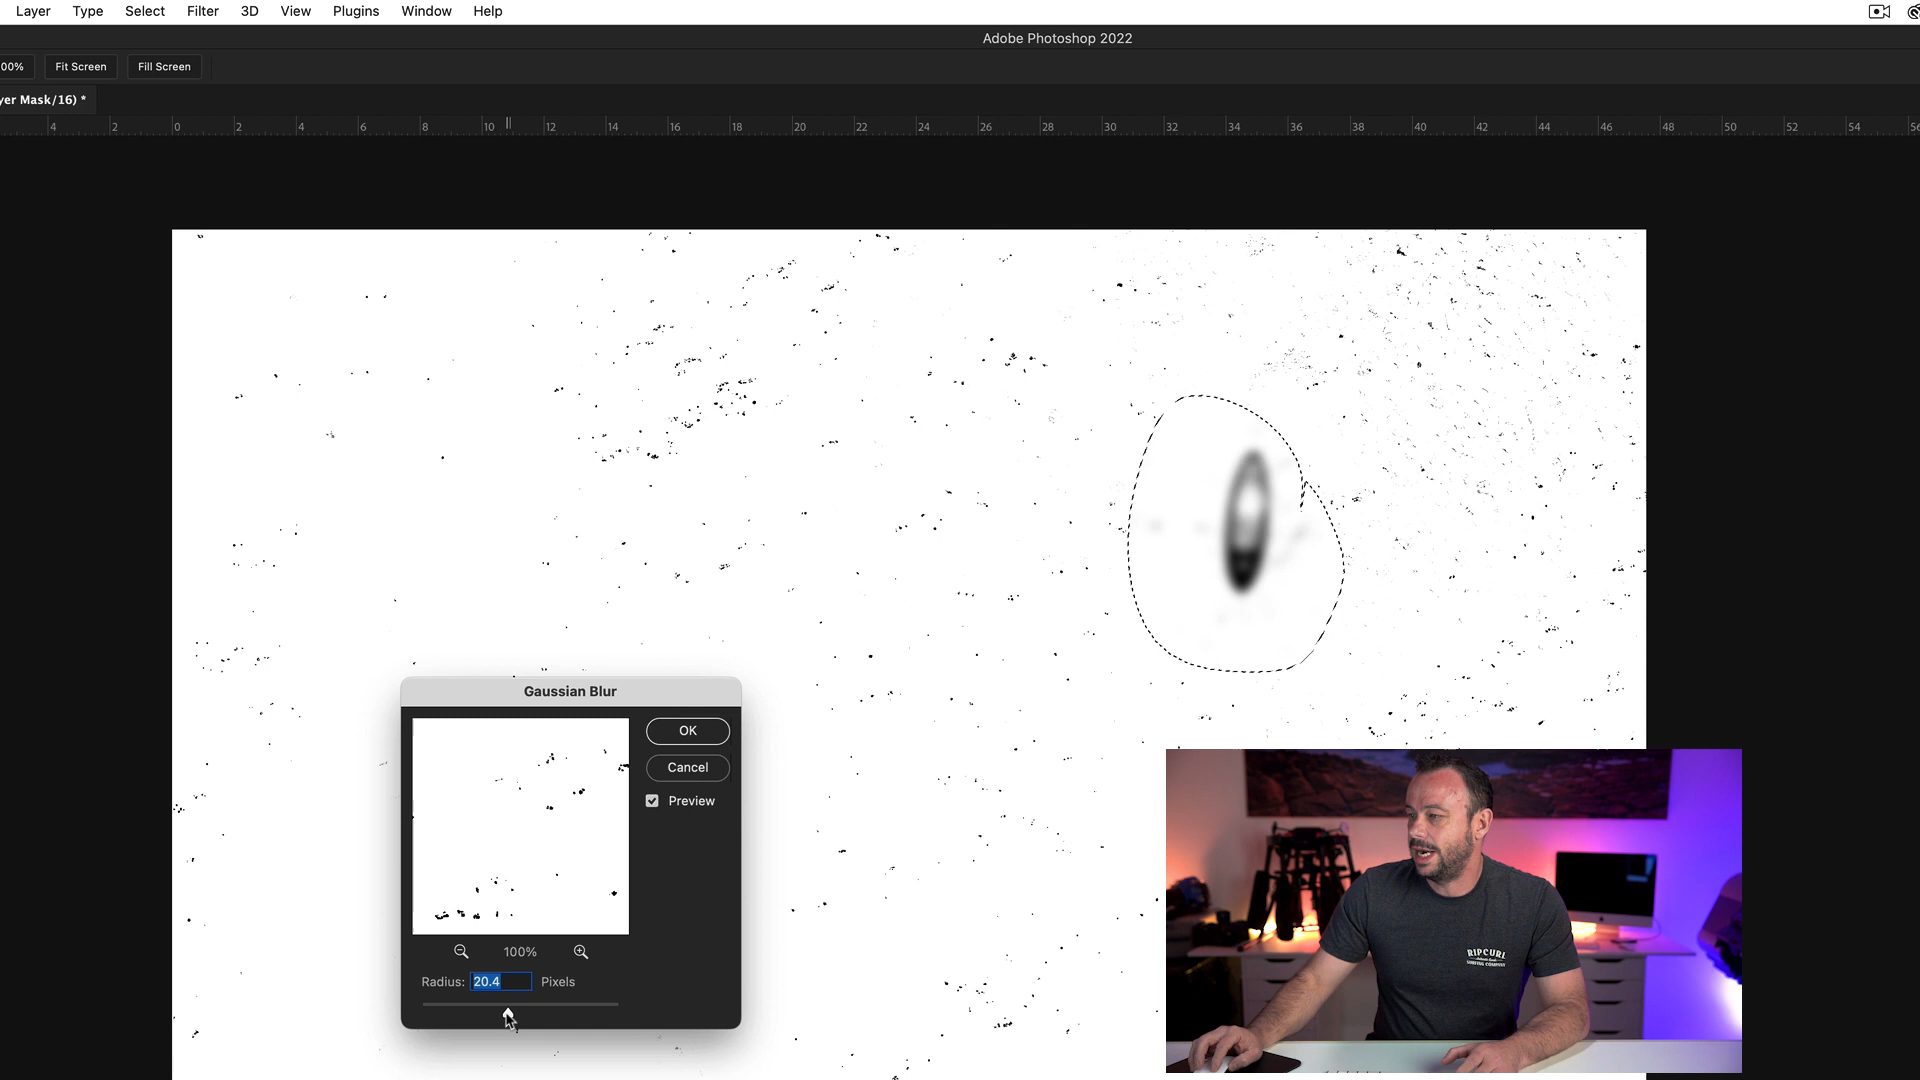 Layer Type Select Filter 3D View Plugins Window Help
Adobe Photoshop 2022
00% Fit Screen Fill Screen
yer Mask/16) *
4 2 0 2 4 6 8 10 12 14 16 18 20 22 24 26 28 30 32 34 36 38 40 42 44 46 48 50 52 54 56
Gaussian Blur
OK
Cancel
Preview
100%
Radius: 20.4 Pixels
RIPCURL
SURFING COMPANY